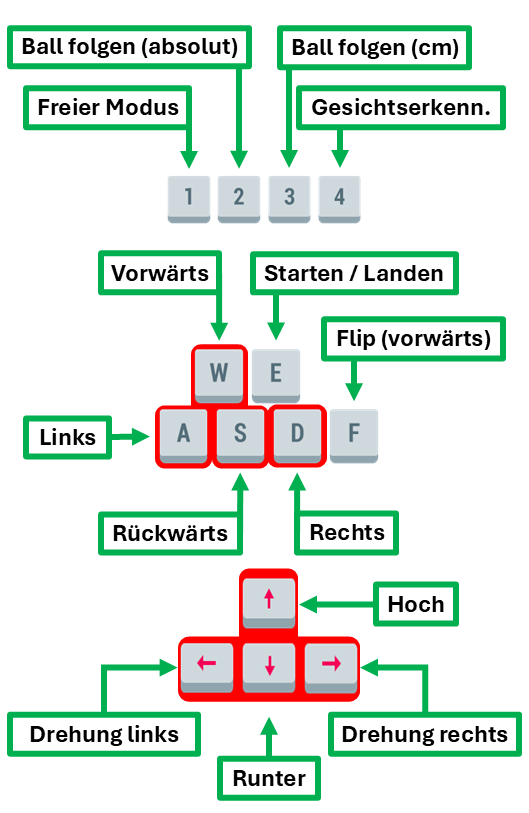 Ball folgen (absolut)
Ball folgen (cm)
Freier Modus
Gesichtserkenn.
1 2 3 4
Vorwärts
Starten / Landen
Flip (vorwärts)
W E
Links
A S D F
Rückwärts
Rechts
↑
Hoch
← ↓ →
Drehung links
Drehung rechts
Runter